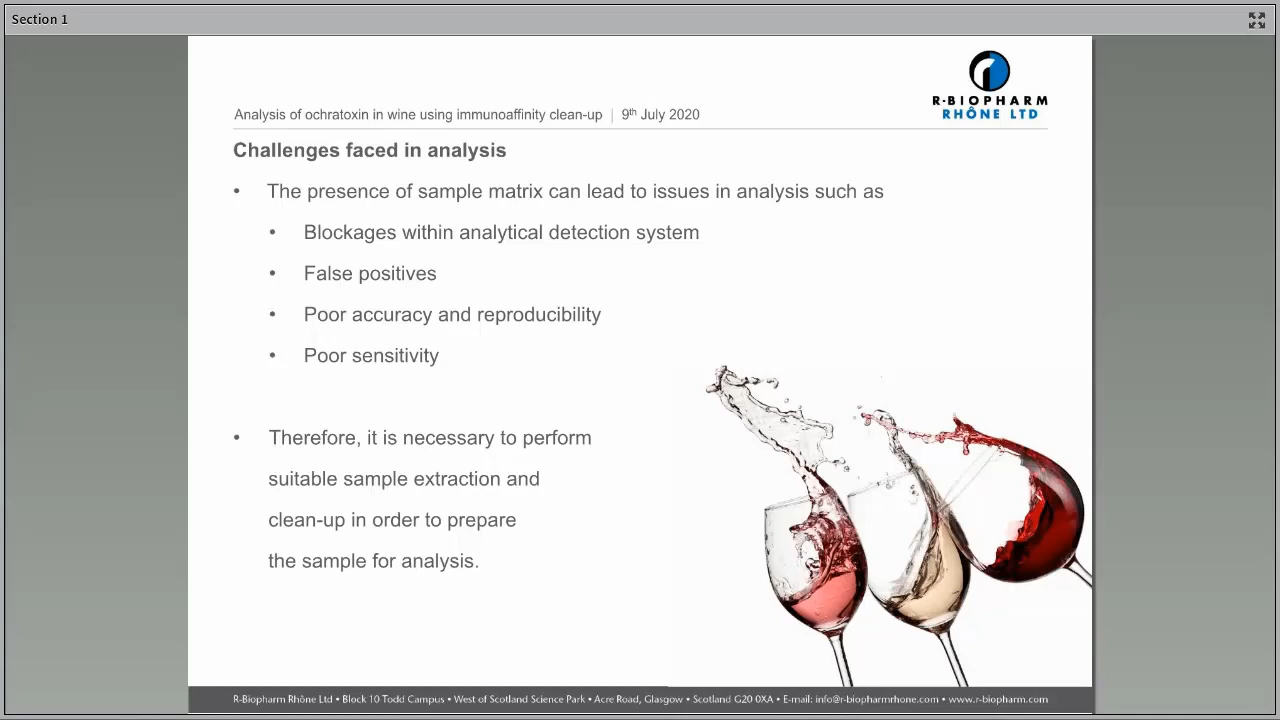 Section 1
R-BIOPHARM
RHÔNE LTD
Analysis of ochratoxin in wine using immunoaffinity clean-up | 9th July 2020
Challenges faced in analysis
• The presence of sample matrix can lead to issues in analysis such as
• Blockages within analytical detection system
• False positives
• Poor accuracy and reproducibility
• Poor sensitivity
• Therefore, it is necessary to perform
suitable sample extraction and
clean-up in order to prepare
the sample for analysis.
R-Biopharm Rhône Ltd • Block 10 Todd Campus • West of Scotland Science Park • Acre Road, Glasgow • Scotland G20 0XA • E-mail: info@r-biopharmrhone.com • www.r-biopharm.com